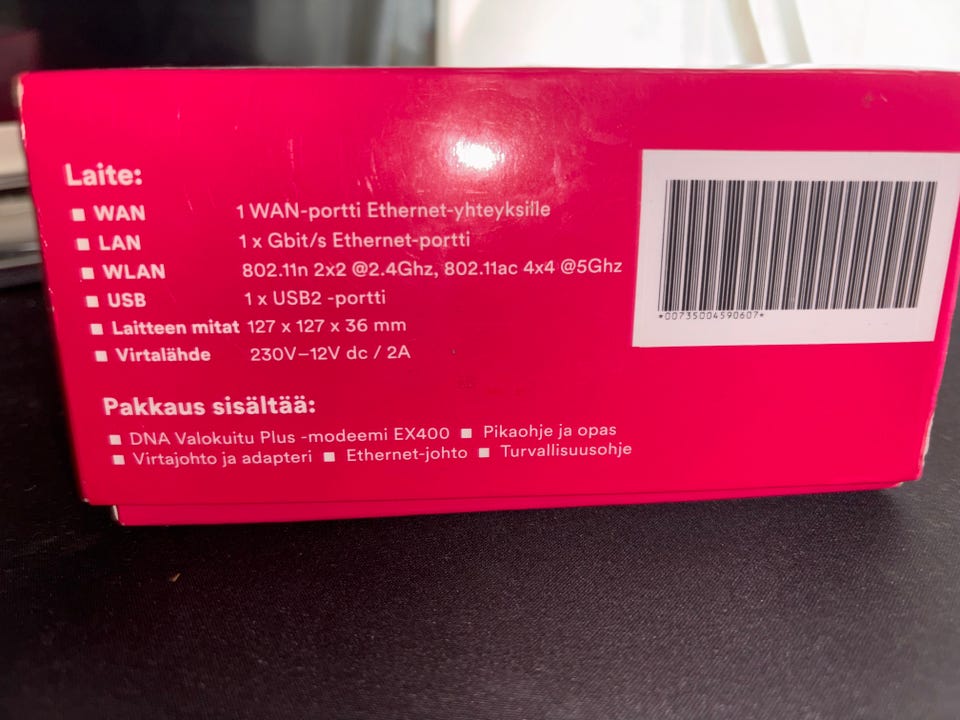 Laite:
■ WAN 1 WAN-portti Ethernet-yhteyksille
■ LAN 1 x Gbit/s Ethernet-portti
■ WLAN 802.11n 2x2 @2.4Ghz, 802.11ac 4x4 @5Ghz
■ USB 1 x USB2 -portti
■ Laitteen mitat 127 x 127 x 36 mm
■ Virtalähde 230V–12V dc / 2A
*00735004590607*
Pakkaus sisältää:
■ DNA Valokuitu Plus -modeemi EX400 ■ Pikaohje ja opas
■ Virtajohto ja adapteri ■ Ethernet-johto ■ Turvallisuusohje